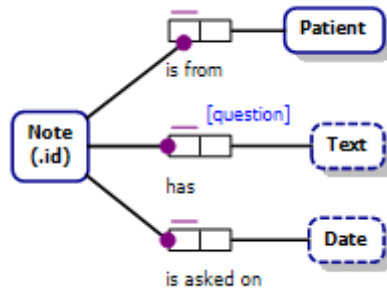 Patient
is from
[question]
Note
(.id)
Text
has
Date
is asked on